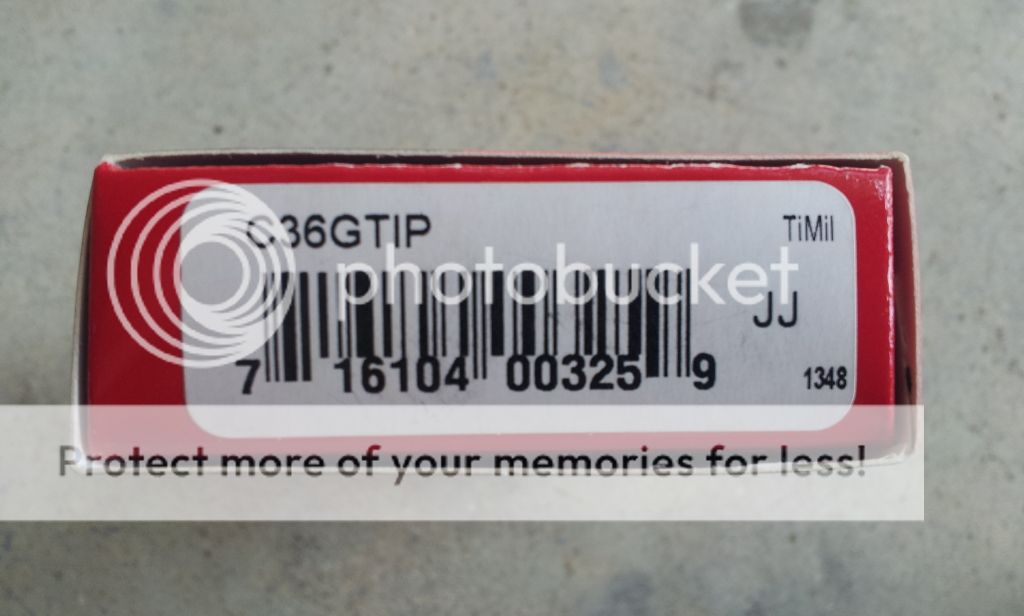 C36GTIP
TiMil
photobucket
JJ
7 16104 00325 9
1348
Protect more of your memories for less!